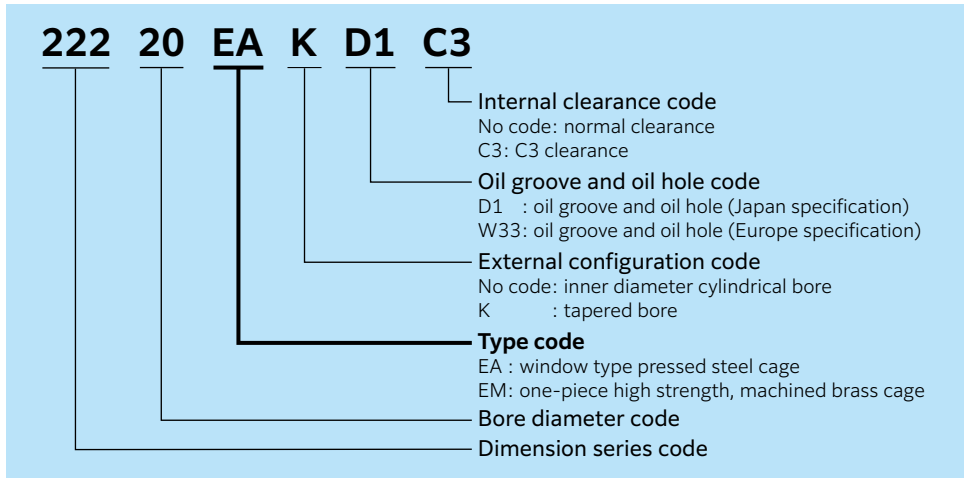 222 20 EA K D1 C3
Internal clearance code
No code: normal clearance
C3: C3 clearance
Oil groove and oil hole code
D1 : oil groove and oil hole (Japan specification)
W33: oil groove and oil hole (Europe specification)
External configuration code
No code: inner diameter cylindrical bore
K : tapered bore
Type code
EA : window type pressed steel cage
EM: one-piece high strength, machined brass cage
Bore diameter code
Dimension series code